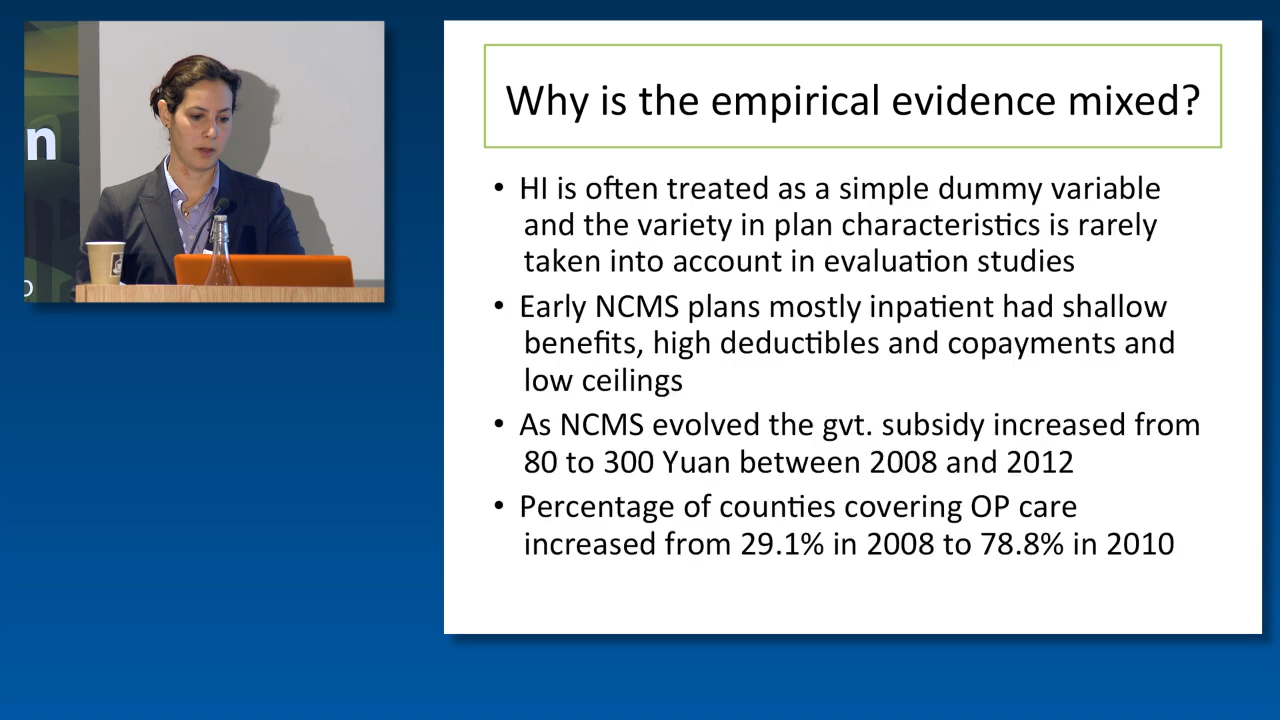 n
Why is the empirical evidence mixed?
• HI is often treated as a simple dummy variable
and the variety in plan characteristics is rarely
taken into account in evaluation studies
• Early NCMS plans mostly inpatient had shallow
benefits, high deductibles and copayments and
low ceilings
• As NCMS evolved the gvt. subsidy increased from
80 to 300 Yuan between 2008 and 2012
• Percentage of counties covering OP care
increased from 29.1% in 2008 to 78.8% in 2010